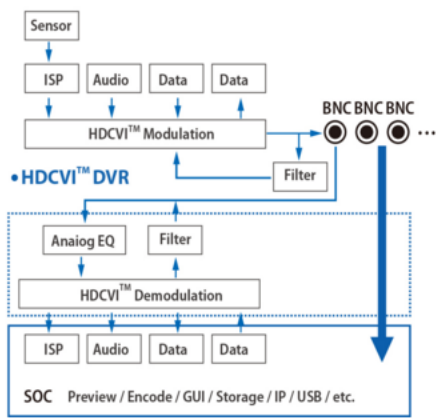 Sensor
ISP Audio Data Data
BNC BNC BNC
HDCVI™ Modulation
...
Filter
•HDCVI™ DVR
Anaiog EQ Filter
HDCVI™ Demodulation
ISP Audio Data Data
SOC Preview / Encode / GUI / Storage / IP / USB / etc.